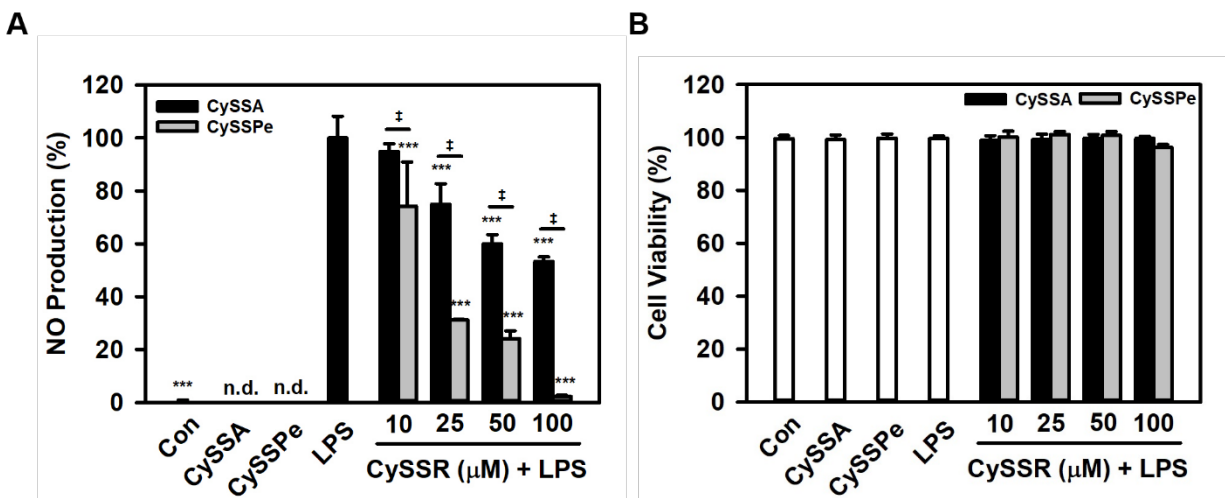 A
NO Production (%)
120
100
80
60
40
20
0
CySSA
CySSPe
‡
***
‡
***
‡
***
‡
***
***
***
***
***
n.d.
n.d.
Con
CySSA
CySSPe
LPS
10 25 50 100
CySSR (μM) + LPS
B
Cell Viability (%)
120
100
80
60
40
20
0
CySSA CySSPe
Con
CySSA
CySSPe
LPS
10 25 50 100
CySSR (μM) + LPS